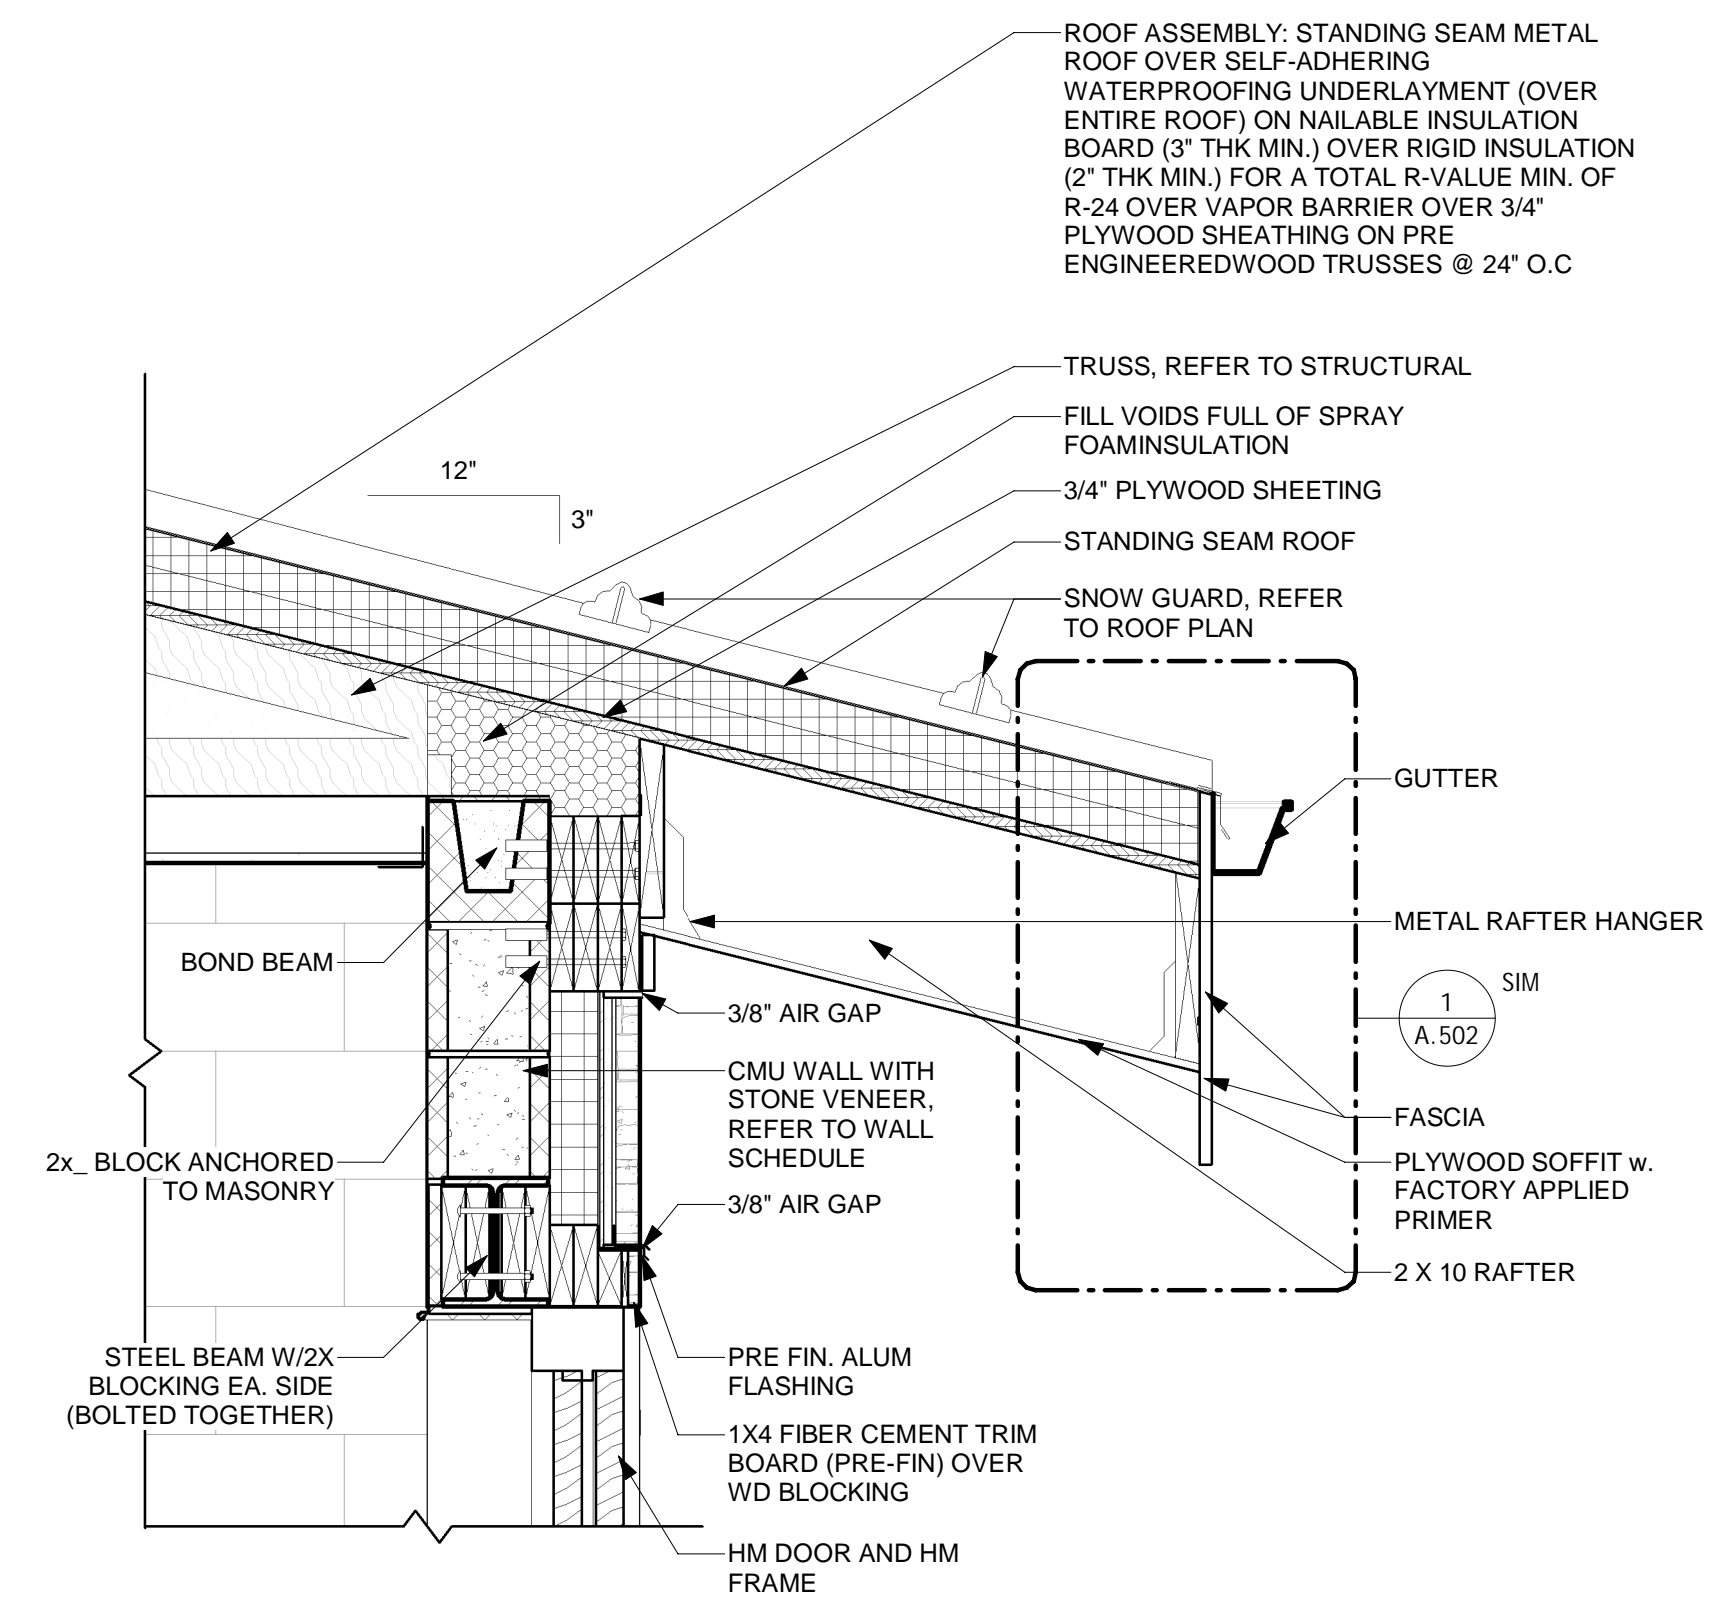 ROOF ASSEMBLY: STANDING SEAM METAL
ROOF OVER SELF-ADHERING
WATERPROOFING UNDERLAYMENT (OVER
ENTIRE ROOF) ON NAILABLE INSULATION
BOARD (3" THK MIN.) OVER RIGID INSULATION
(2" THK MIN.) FOR A TOTAL R-VALUE MIN. OF
R-24 OVER VAPOR BARRIER OVER 3/4"
PLYWOOD SHEATHING ON PRE
ENGINEEREDWOOD TRUSSES @ 24" O.C
TRUSS, REFER TO STRUCTURAL
FILL VOIDS FULL OF SPRAY
FOAMINSULATION
12"
3"
3/4" PLYWOOD SHEETING
STANDING SEAM ROOF
SNOW GUARD, REFER
TO ROOF PLAN
GUTTER
METAL RAFTER HANGER
1
A.502
SIM
FASCIA
PLYWOOD SOFFIT w.
FACTORY APPLIED
PRIMER
2 X 10 RAFTER
BOND BEAM
2x_ BLOCK ANCHORED
TO MASONRY
STEEL BEAM W/2X
BLOCKING EA. SIDE
(BOLTED TOGETHER)
3/8" AIR GAP
CMU WALL WITH
STONE VENEER,
REFER TO WALL
SCHEDULE
3/8" AIR GAP
PRE FIN. ALUM
FLASHING
1X4 FIBER CEMENT TRIM
BOARD (PRE-FIN) OVER
WD BLOCKING
HM DOOR AND HM
FRAME